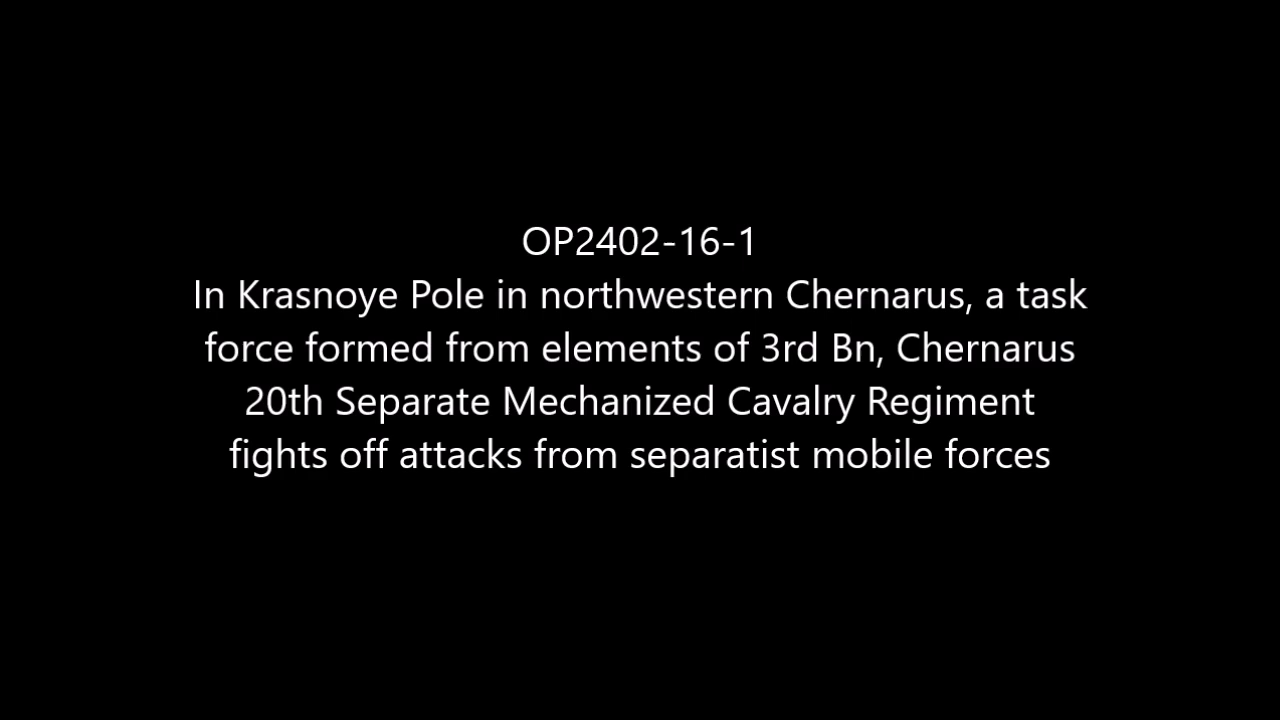 OP2402-16-1
In Krasnoye Pole in northwestern Chernarus, a task
force formed from elements of 3rd Bn, Chernarus
20th Separate Mechanized Cavalry Regiment
fights off attacks from separatist mobile forces